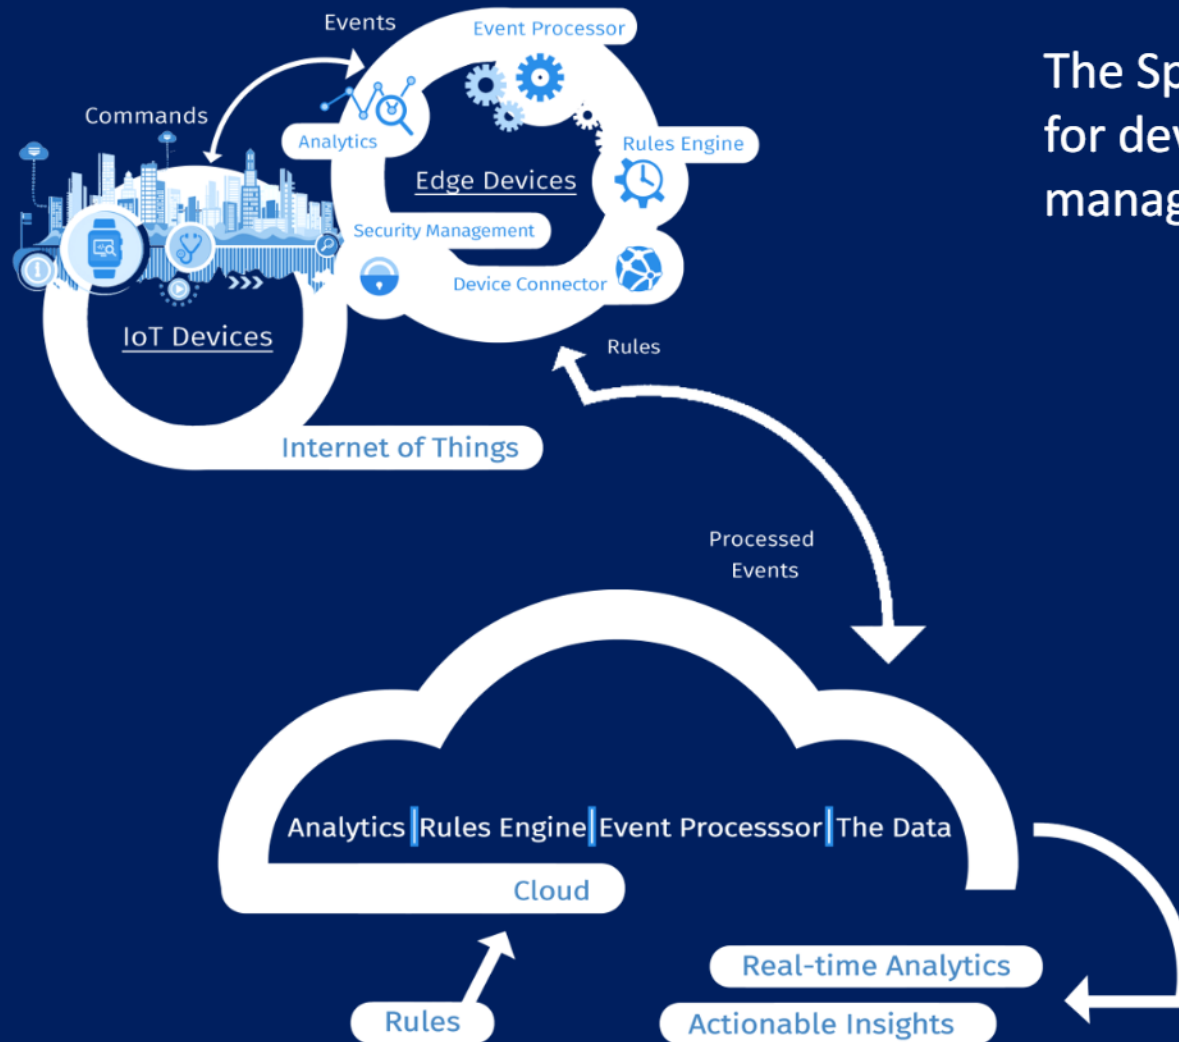 Events
Event Processor
The Sp
for dev
manag
Commands
Analytics
Rules Engine
Edge Devices
Security Management
Device Connector
IoT Devices
Rules
Internet of Things
Processed
Events
Analytics | Rules Engine | Event Processsor | The Data
Cloud
Real-time Analytics
Rules
Actionable Insights